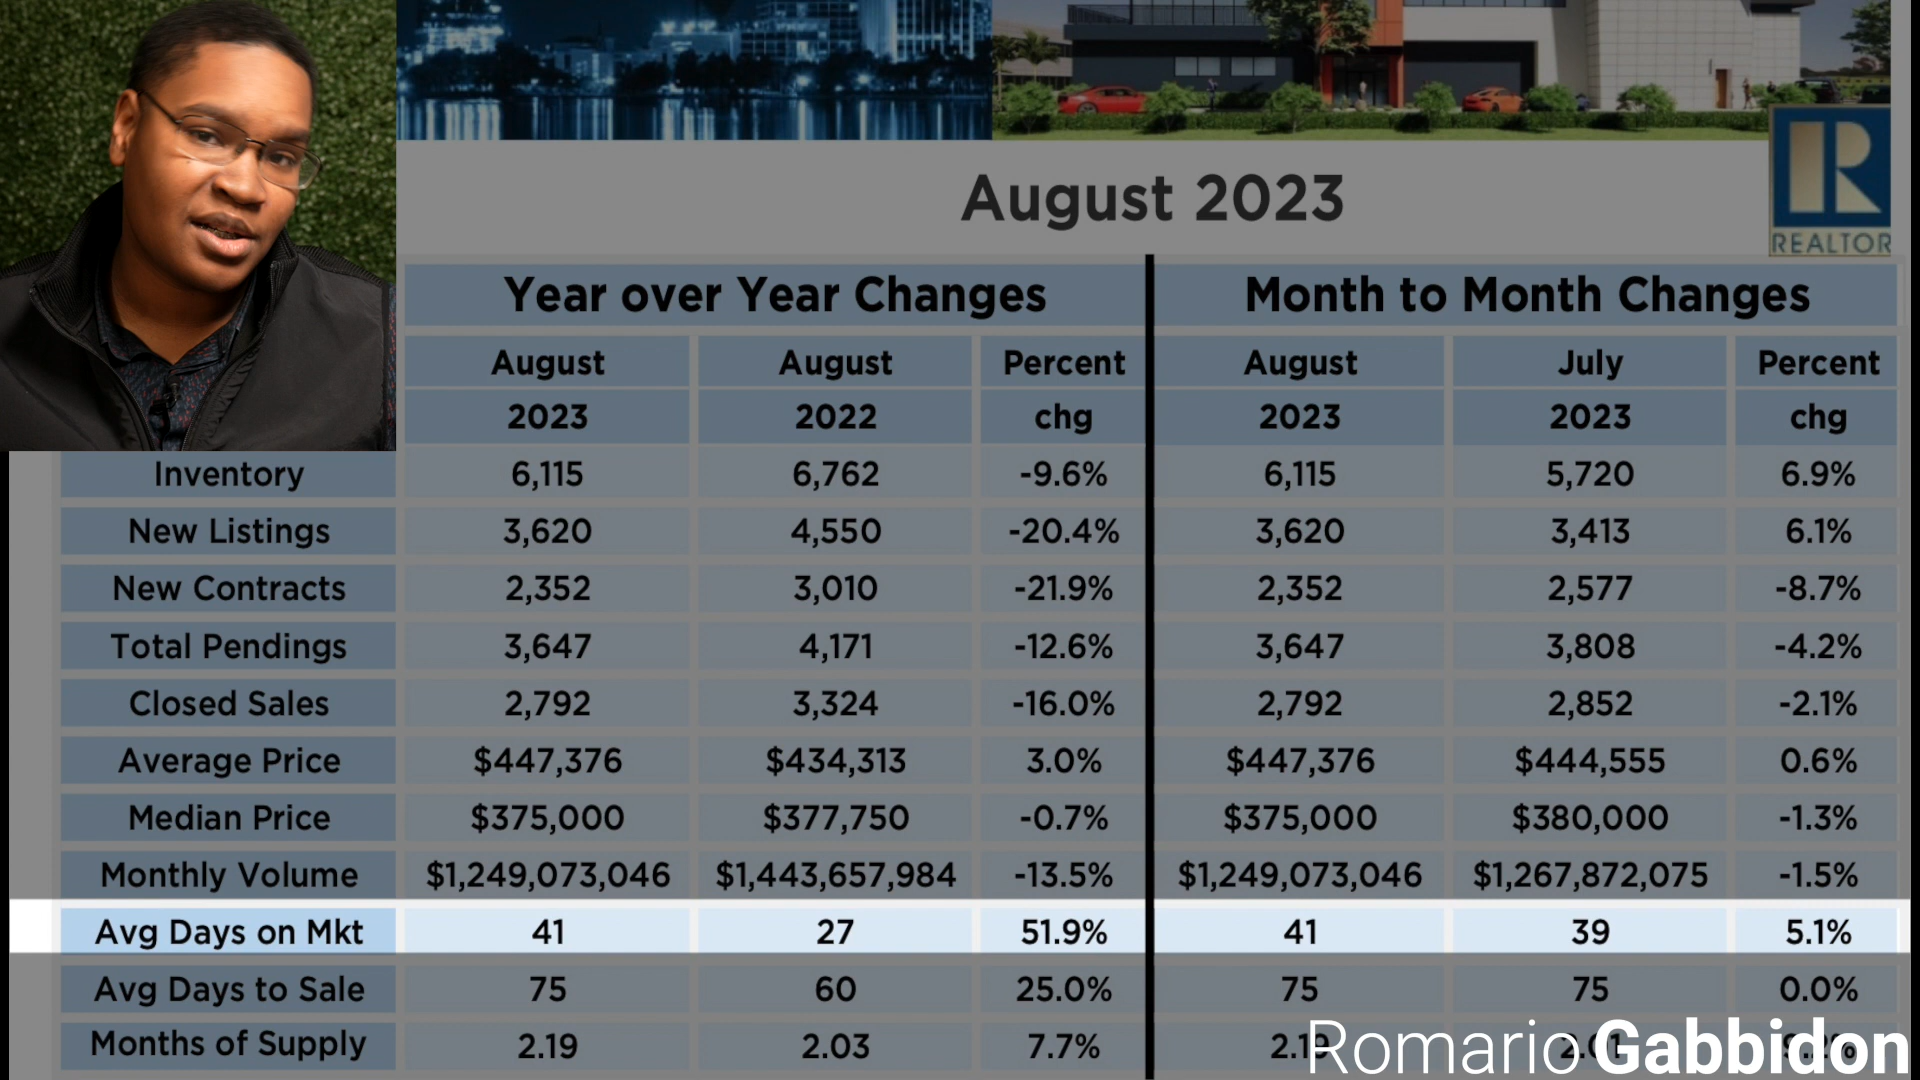 August 2023
R
REALTOR
Year over Year Changes Month to Month Changes
August August Percent August July Percent
2023 2022 chg 2023 2023 chg
Inventory 6,115 6,762 -9.6% 6,115 5,720 6.9%
New Listings 3,620 4,550 -20.4% 3,620 3,413 6.1%
New Contracts 2,352 3,010 -21.9% 2,352 2,577 -8.7%
Total Pendings 3,647 4,171 -12.6% 3,647 3,808 -4.2%
Closed Sales 2,792 3,324 -16.0% 2,792 2,852 -2.1%
Average Price $447,376 $434,313 3.0% $447,376 $444,555 0.6%
Median Price $375,000 $377,750 -0.7% $375,000 $380,000 -1.3%
Monthly Volume $1,249,073,046 $1,443,657,984 -13.5% $1,249,073,046 $1,267,872,075 -1.5%
Avg Days on Mkt 41 27 51.9% 41 39 5.1%
Avg Days to Sale 75 60 25.0% 75 75 0.0%
Months of Supply 2.19 2.03 7.7% 2.19
Romario Gabbidon